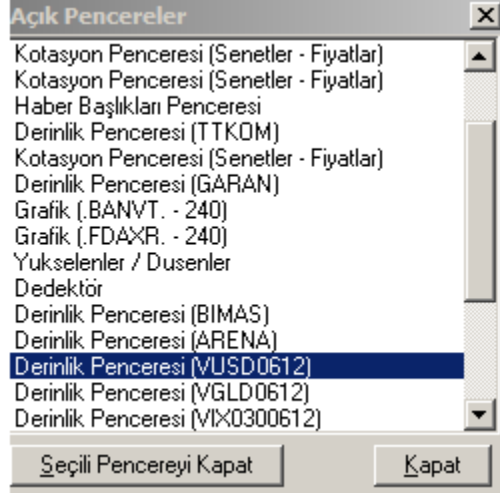 Açık Pencereler
Kotasyon Penceresi (Senetler - Fiyatlar)
Kotasyon Penceresi (Senetler - Fiyatlar)
Haber Başlıkları Penceresi
Derinlik Penceresi (TTKOM)
Kotasyon Penceresi (Senetler - Fiyatlar)
Derinlik Penceresi (GARAN)
Grafik (.BANVT. - 240)
Grafik (.FDAXR. - 240)
Yukselenler / Dusenler
Dedektör
Derinlik Penceresi (BIMAS)
Derinlik Penceresi (ARENA)
Derinlik Penceresi (VUSD0612)
Derinlik Penceresi (VGLD0612)
Derinlik Penceresi (VIX0300612)
Seçili Pencereyi Kapat
Kapat